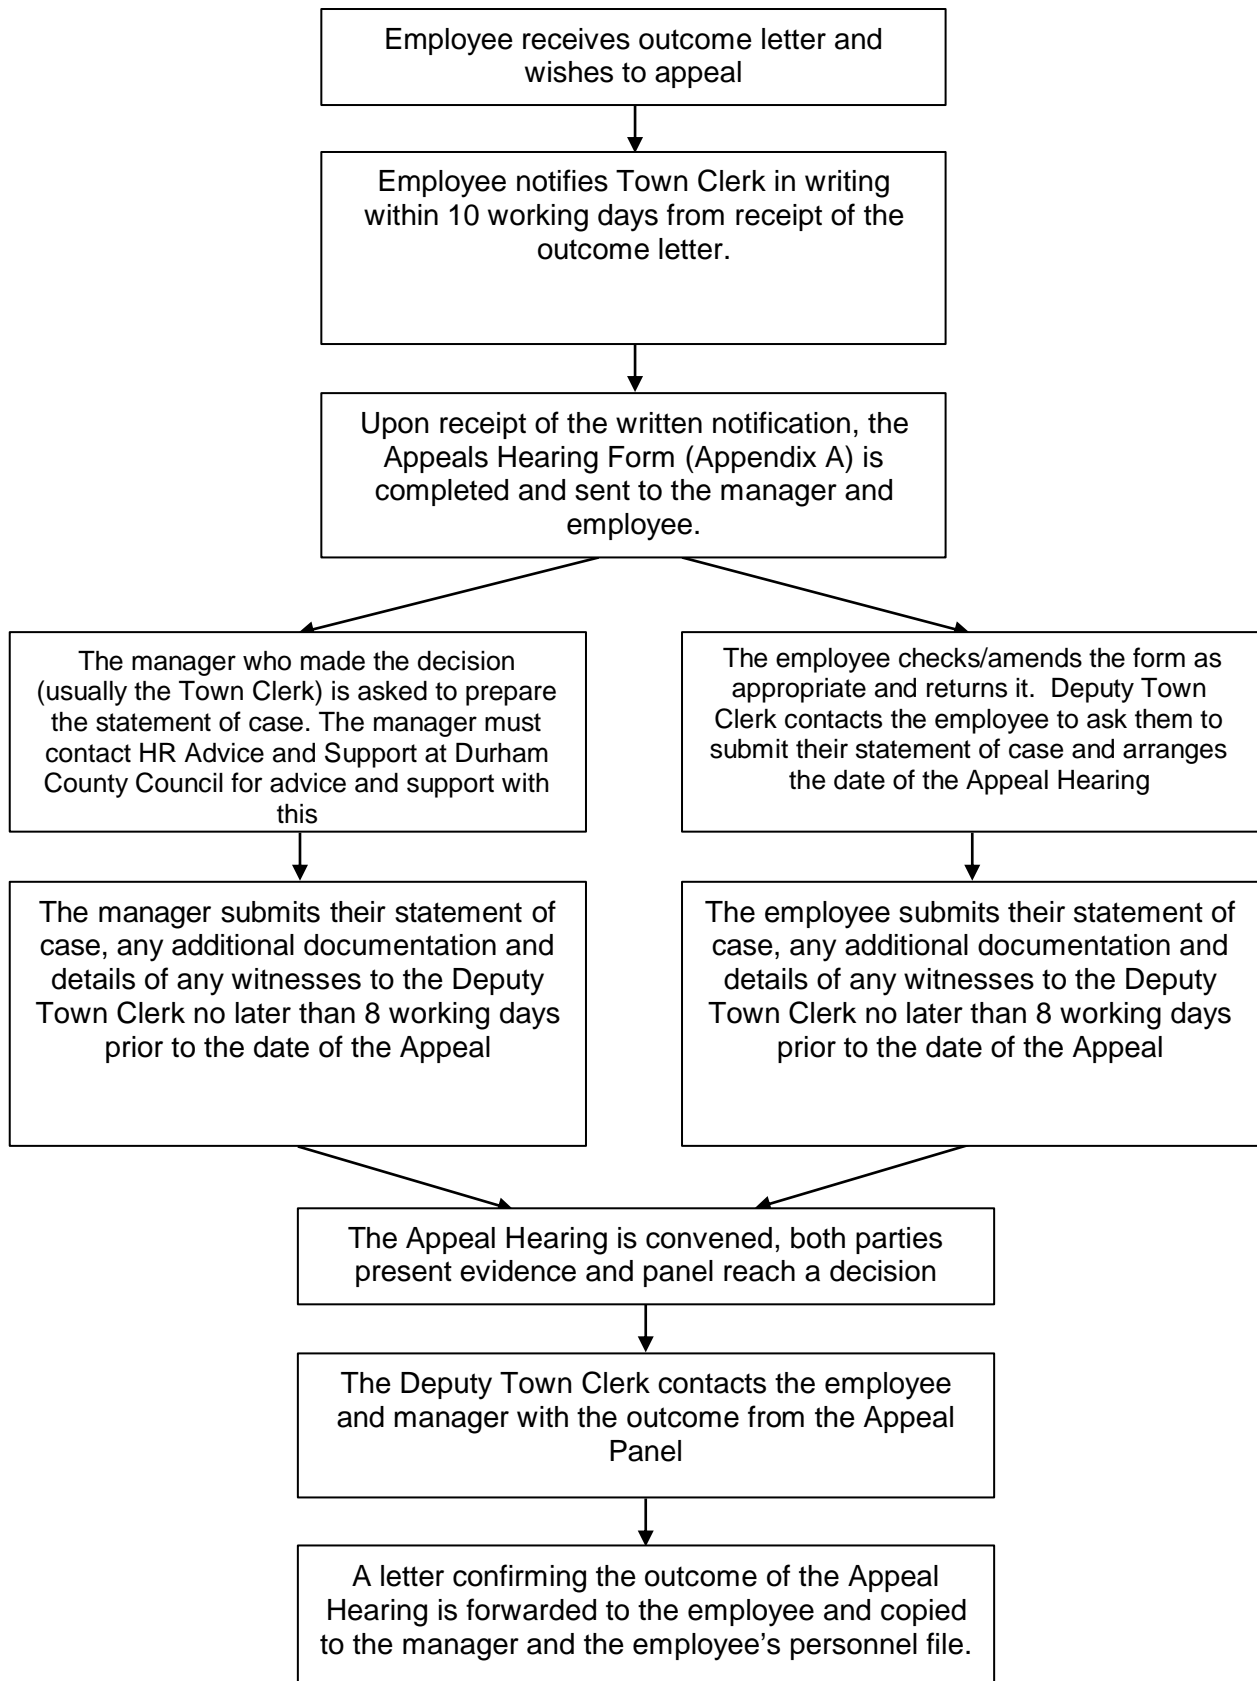 Employee receives outcome letter and
wishes to appeal
Employee notifies Town Clerk in writing
within 10 working days from receipt of the
outcome letter.
Upon receipt of the written notification, the
Appeals Hearing Form (Appendix A) is
completed and sent to the manager and
employee.
The manager who made the decision
(usually the Town Clerk) is asked to prepare
the statement of case. The manager must
contact HR Advice and Support at Durham
County Council for advice and support with
this
The employee checks/amends the form as
appropriate and returns it.  Deputy Town
Clerk contacts the employee to ask them to
submit their statement of case and arranges
the date of the Appeal Hearing
The manager submits their statement of
case, any additional documentation and
details of any witnesses to the Deputy
Town Clerk no later than 8 working days
prior to the date of the Appeal
The employee submits their statement of
case, any additional documentation and
details of any witnesses to the Deputy
Town Clerk no later than 8 working days
prior to the date of the Appeal
The Appeal Hearing is convened, both parties
present evidence and panel reach a decision
The Deputy Town Clerk contacts the employee
and manager with the outcome from the Appeal
Panel
A letter confirming the outcome of the Appeal
Hearing is forwarded to the employee and copied
to the manager and the employee’s personnel file.